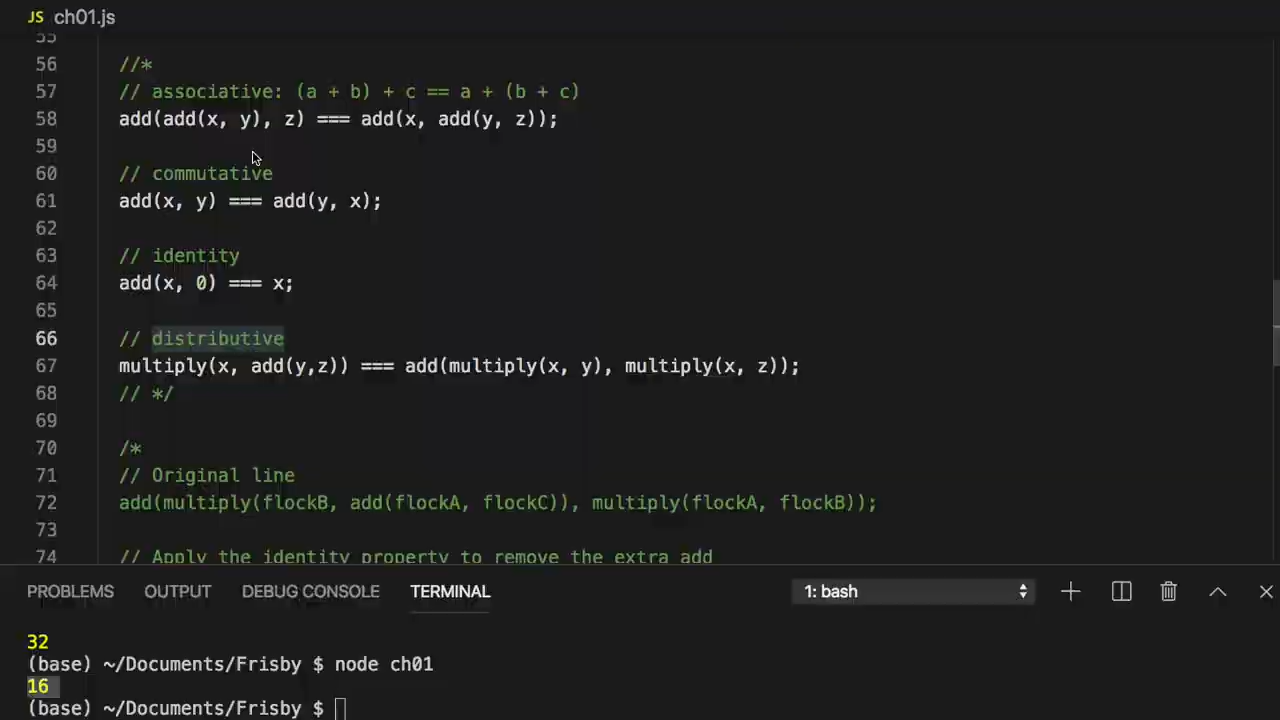 JS ch01.js
55
56 //*
57 // associative: (a + b) + c == a + (b + c)
58 add(add(x, y), z) === add(x, add(y, z));
59
60 // commutative
61 add(x, y) === add(y, x);
62
63 // identity
64 add(x, 0) === x;
65
66 // distributive
67 multiply(x, add(y,z)) === add(multiply(x, y), multiply(x, z));
68 // */
69
70 /*
71 // Original line
72 add(multiply(flockB, add(flockA, flockC)), multiply(flockA, flockB));
73
74 // Apply the identity property to remove the extra add
PROBLEMS OUTPUT DEBUG CONSOLE TERMINAL 1: bash
32
(base) ~/Documents/Frisby $ node ch01
16
(base) ~/Documents/Frisby $